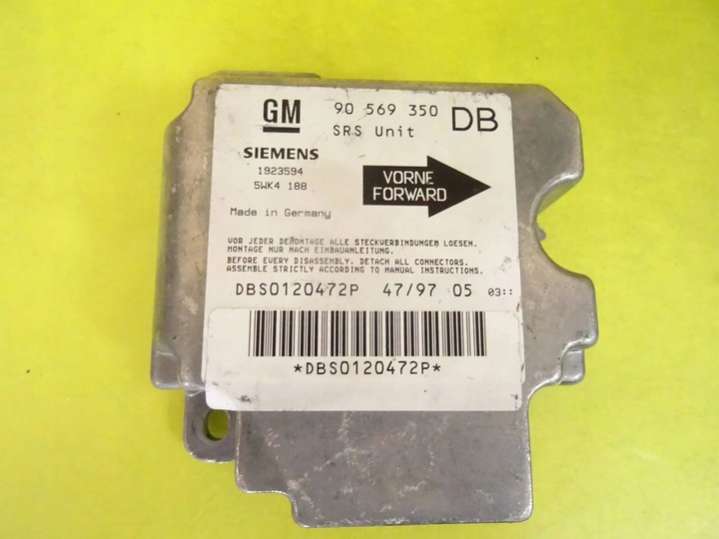 GM 90 569 350 DB
SRS Unit
SIEMENS
1923594
5WK4 188
VORNE
FORWARD
Made in Germany
VOR JEDER DEMONTAGE ALLE STECKVERBINDUNGEN LOESEN.
MONTAGE NUR NACH EINBAUANLEITUNG.
BEFORE EVERY DISASSEMBLY. DETACH ALL CONNECTORS.
ASSEMBLE STRICTLY ACCORDING TO MANUAL INSTRUCTIONS.
DBS0120472P 47/97 05 03::
*DBS0120472P*